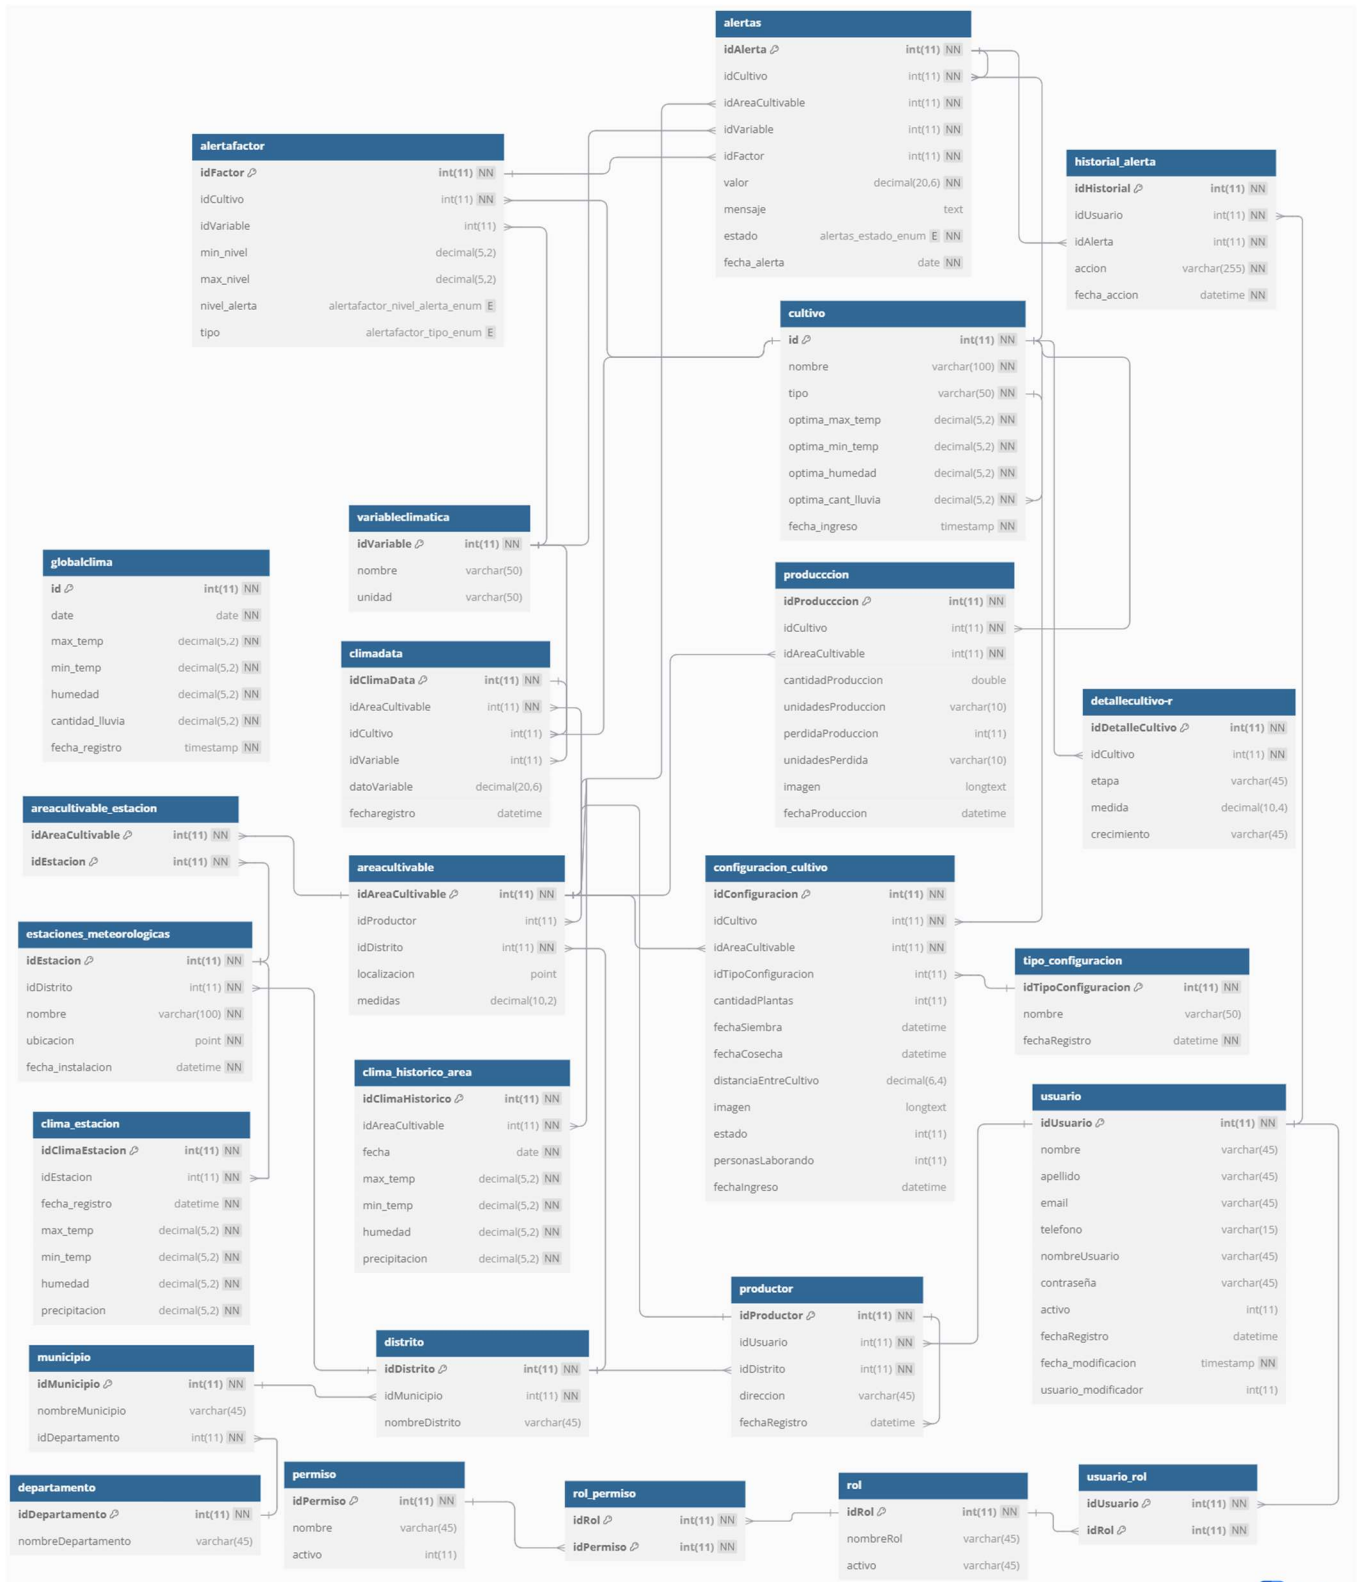 alertas
idAlerta int(11) NN
idCultivo int(11) NN
idAreaCultivable int(11) NN
idVariable int(11) NN
idFactor int(11) NN
valor decimal(20,6) NN
mensaje text
estado alertas_estado_enum E NN
fecha_alerta date NN
alertafactor
idFactor int(11) NN
idCultivo int(11) NN
idVariable int(11)
min_nivel decimal(5,2)
max_nivel decimal(5,2)
nivel_alerta alertafactor_nivel_alerta_enum E
tipo alertafactor_tipo_enum E
historial_alerta
idHistorial int(11) NN
idUsuario int(11) NN
idAlerta int(11) NN
accion varchar(255) NN
fecha_accion datetime NN
cultivo
id int(11) NN
nombre varchar(100) NN
tipo varchar(50) NN
optima_max_temp decimal(5,2) NN
optima_min_temp decimal(5,2) NN
optima_humedad decimal(5,2) NN
optima_cant_lluvia decimal(5,2) NN
fecha_ingreso timestamp NN
variableclimatica
idVariable int(11) NN
nombre varchar(50)
unidad varchar(50)
globalclima
id int(11) NN
date date NN
max_temp decimal(5,2) NN
min_temp decimal(5,2) NN
humedad decimal(5,2) NN
cantidad_lluvia decimal(5,2) NN
fecha_registro timestamp NN
producccion
idProducccion int(11) NN
idCultivo int(11) NN
idAreaCultivable int(11) NN
cantidadProduccion double
unidadesProduccion varchar(10)
perdidaProduccion int(11)
unidadesPerdida varchar(10)
imagen longtext
fechaProduccion datetime
climadata
idClimaData int(11) NN
idAreaCultivable int(11) NN
idCultivo int(11)
idVariable int(11)
datoVariable decimal(20,6)
fecharegistro datetime
detallecultivo-r
idDetalleCultivo int(11) NN
idCultivo int(11) NN
etapa varchar(45)
medida decimal(10,4)
crecimiento varchar(45)
areacultivable_estacion
idAreaCultivable int(11) NN
idEstacion int(11) NN
areacultivable
idAreaCultivable int(11) NN
idProductor int(11)
idDistrito int(11) NN
localizacion point
medidas decimal(10,2)
configuracion_cultivo
idConfiguracion int(11) NN
idCultivo int(11) NN
idAreaCultivable int(11) NN
idTipoConfiguracion int(11)
cantidadPlantas int(11)
fechaSiembra datetime
fechaCosecha datetime
distanciaEntreCultivo decimal(6,4)
imagen longtext
estado int(11)
personasLaborando int(11)
fechaIngreso datetime
estaciones_meteorologicas
idEstacion int(11) NN
idDistrito int(11) NN
nombre varchar(100) NN
ubicacion point NN
fecha_instalacion datetime NN
tipo_configuracion
idTipoConfiguracion int(11) NN
nombre varchar(50)
fechaRegistro datetime NN
clima_historico_area
idClimaHistorico int(11) NN
idAreaCultivable int(11) NN
fecha date NN
max_temp decimal(5,2) NN
min_temp decimal(5,2) NN
humedad decimal(5,2) NN
precipitacion decimal(5,2) NN
usuario
idUsuario int(11) NN
nombre varchar(45)
apellido varchar(45)
email varchar(45)
telefono varchar(15)
nombreUsuario varchar(45)
contraseña varchar(45)
activo int(11)
fechaRegistro datetime
fecha_modificacion timestamp NN
usuario_modificador int(11)
clima_estacion
idClimaEstacion int(11) NN
idEstacion int(11) NN
fecha_registro datetime NN
max_temp decimal(5,2) NN
min_temp decimal(5,2) NN
humedad decimal(5,2) NN
precipitacion decimal(5,2) NN
productor
idProductor int(11) NN
idUsuario int(11) NN
idDistrito int(11) NN
direccion varchar(45)
fechaRegistro datetime
distrito
idDistrito int(11) NN
idMunicipio int(11) NN
nombreDistrito varchar(45)
municipio
idMunicipio int(11) NN
nombreMunicipio varchar(45)
idDepartamento int(11) NN
departamento
idDepartamento int(11) NN
nombreDepartamento varchar(45)
permiso
idPermiso int(11) NN
nombre varchar(45)
activo int(11)
rol_permiso
idRol int(11) NN
idPermiso int(11) NN
rol
idRol int(11) NN
nombreRol varchar(45)
activo varchar(45)
usuario_rol
idUsuario int(11) NN
idRol int(11) NN